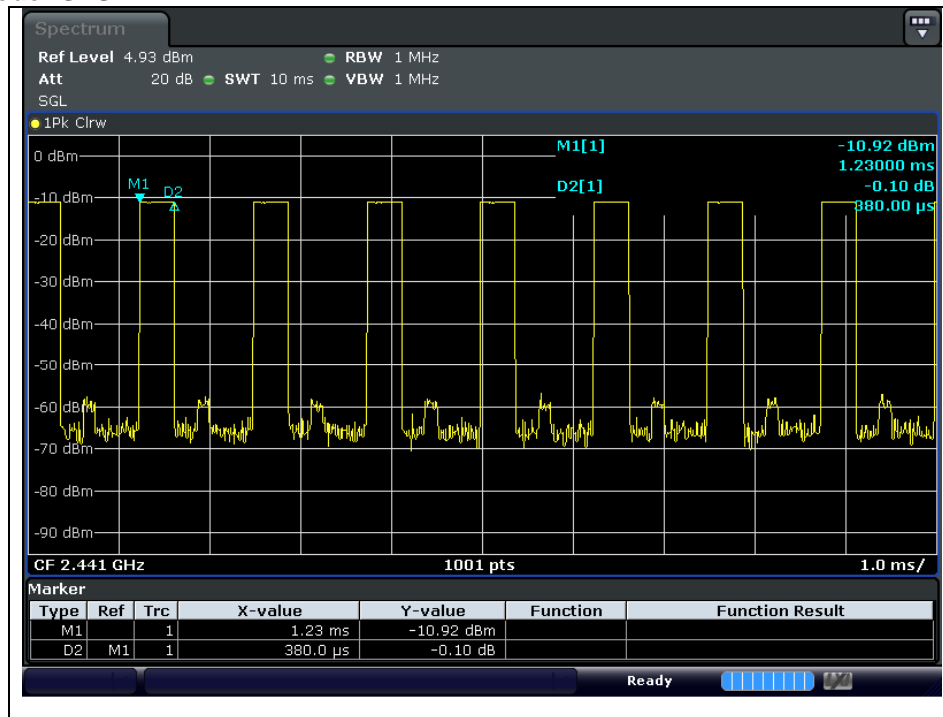 Spectrum
Ref Level 4.93 dBm RBW 1 MHz
Att 20 dB SWT 10 ms VBW 1 MHz
SGL
1Pk Clrw
M1[1] -10.92 dBm
1.23000 ms
D2[1] -0.10 dB
380.00 µs
0 dBm
M1 D2
-10 dBm
-20 dBm
-30 dBm
-40 dBm
-50 dBm
-60 dBm
-70 dBm
-80 dBm
-90 dBm
CF 2.441 GHz 1001 pts 1.0 ms/
Marker
Type Ref Trc X-value Y-value Function Function Result
M1 1 1.23 ms -10.92 dBm
D2 M1 1 380.0 µs -0.10 dB
Ready